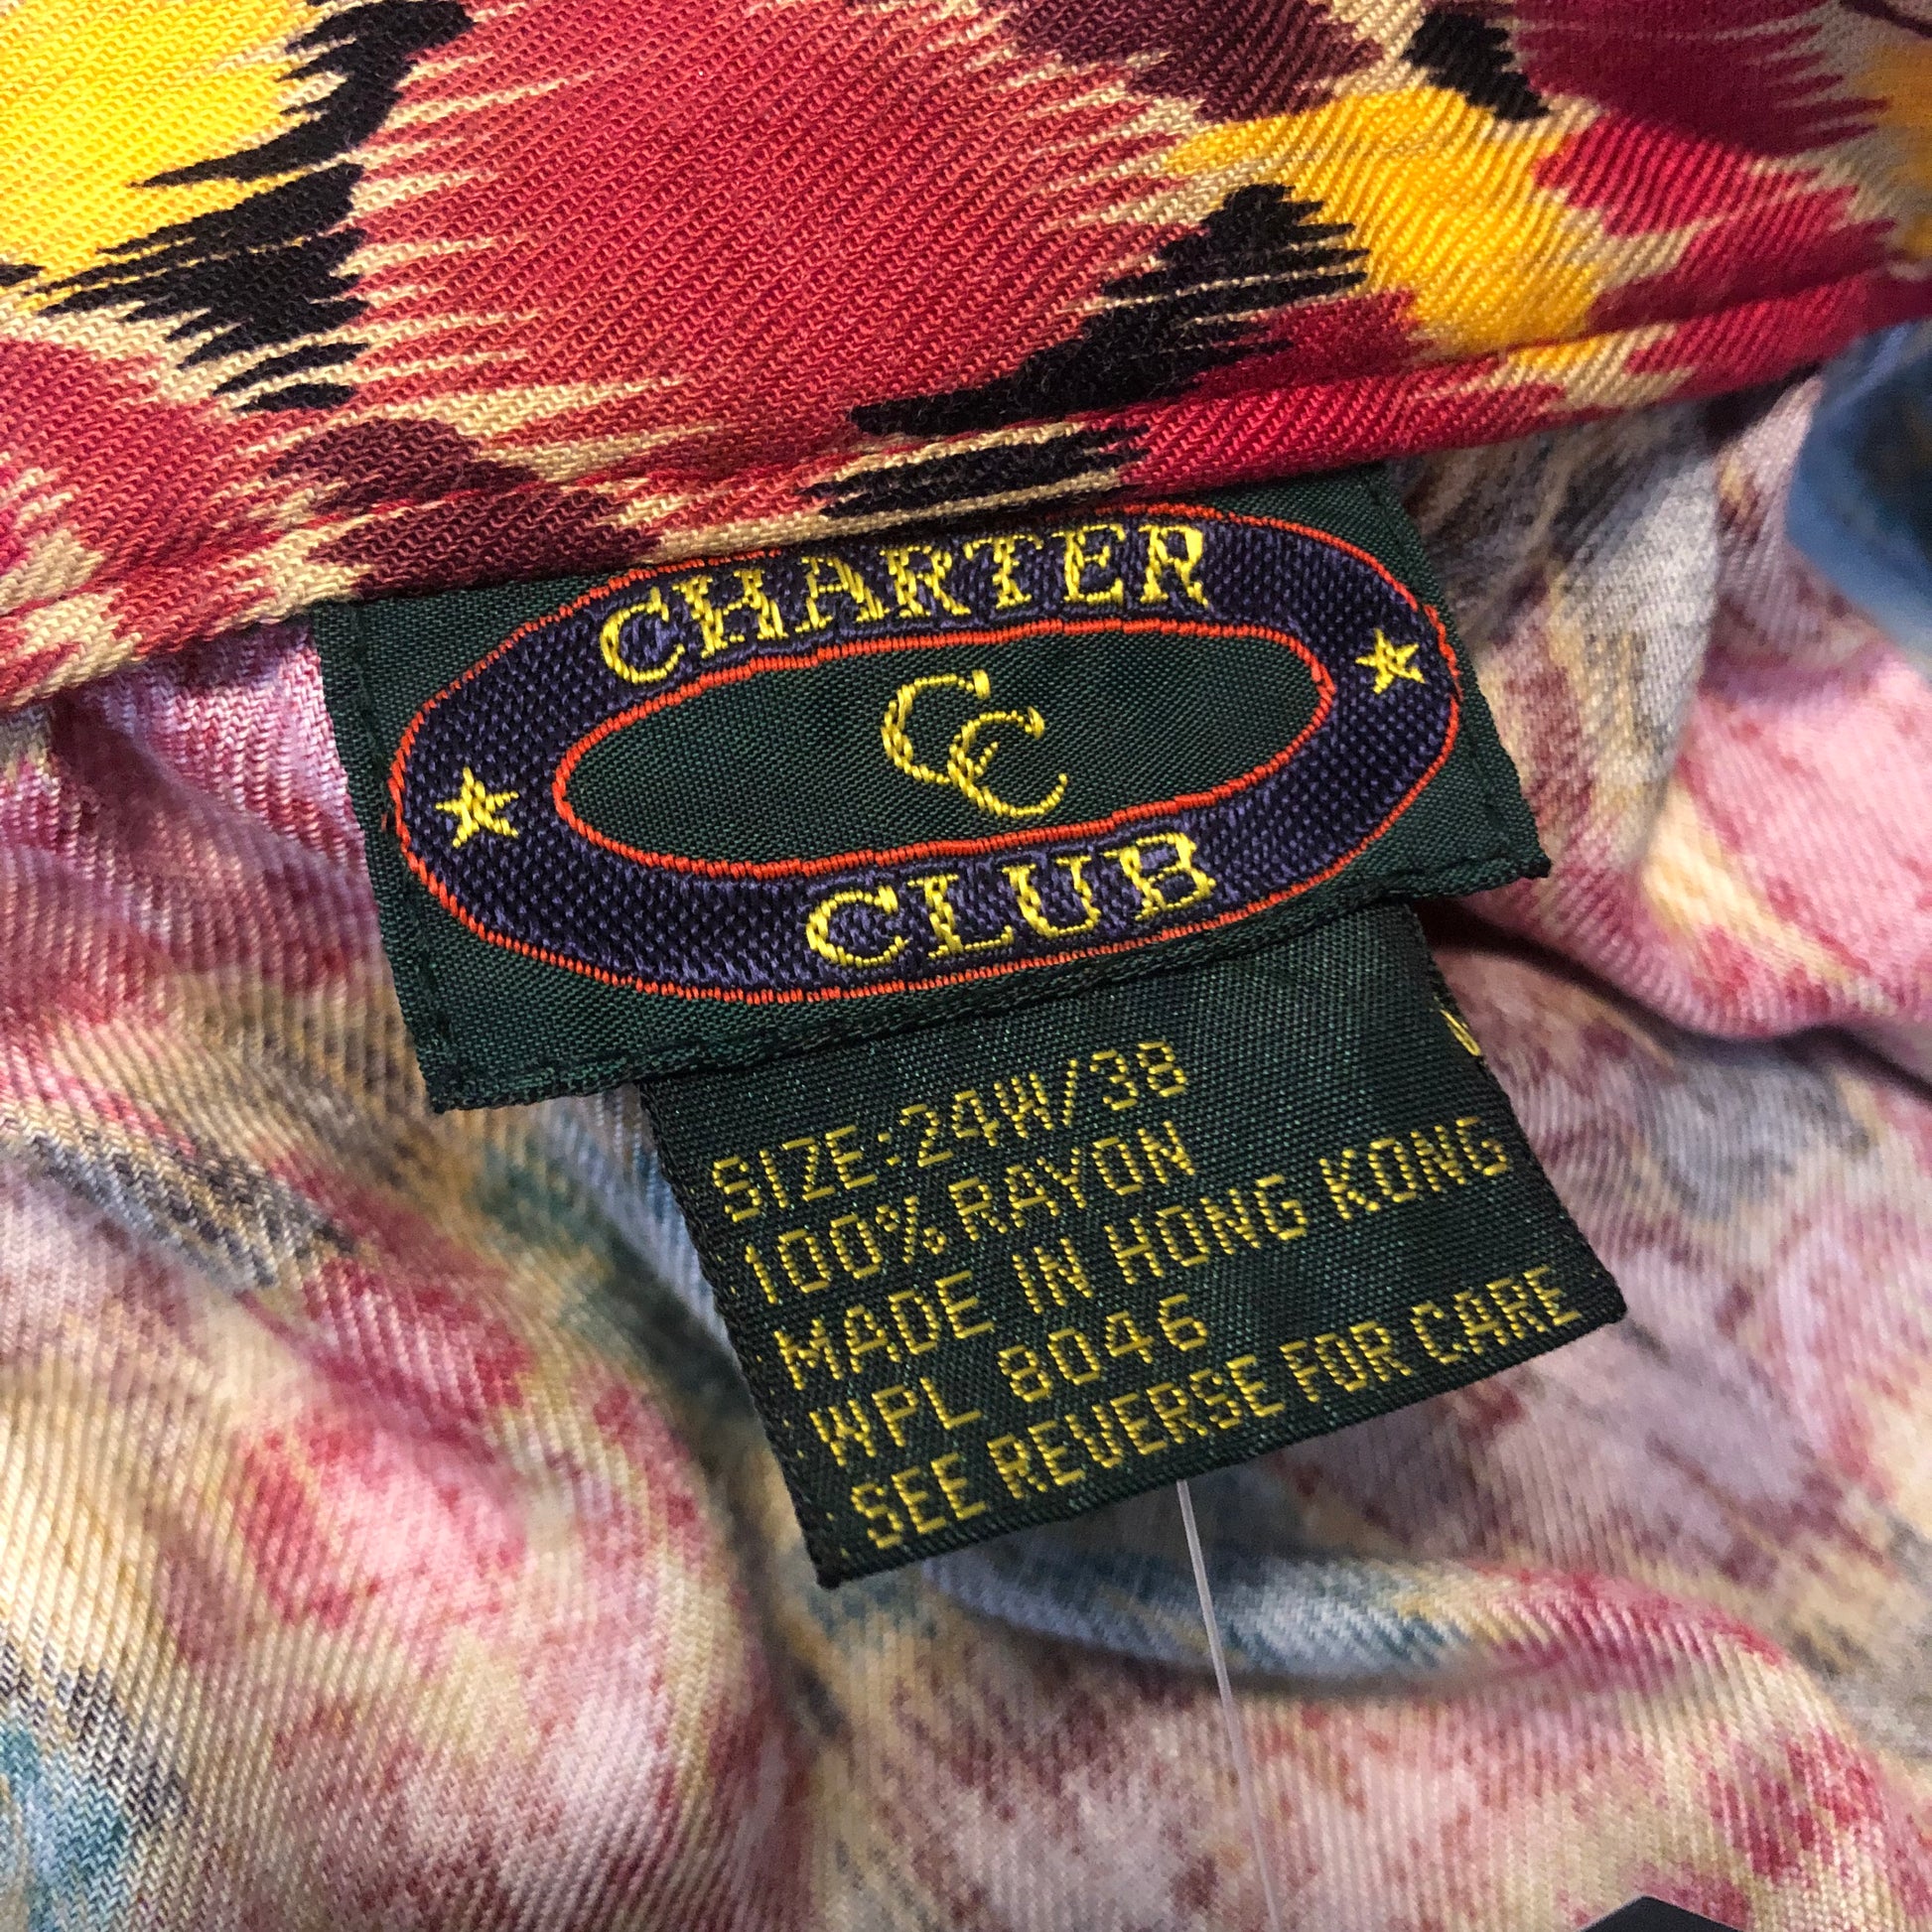 CHARTER
CC
CLUB
SIZE:24W/38
100% RAYON
MADE IN HONG KONG
WPL 8046
SEE REVERSE FOR CARE